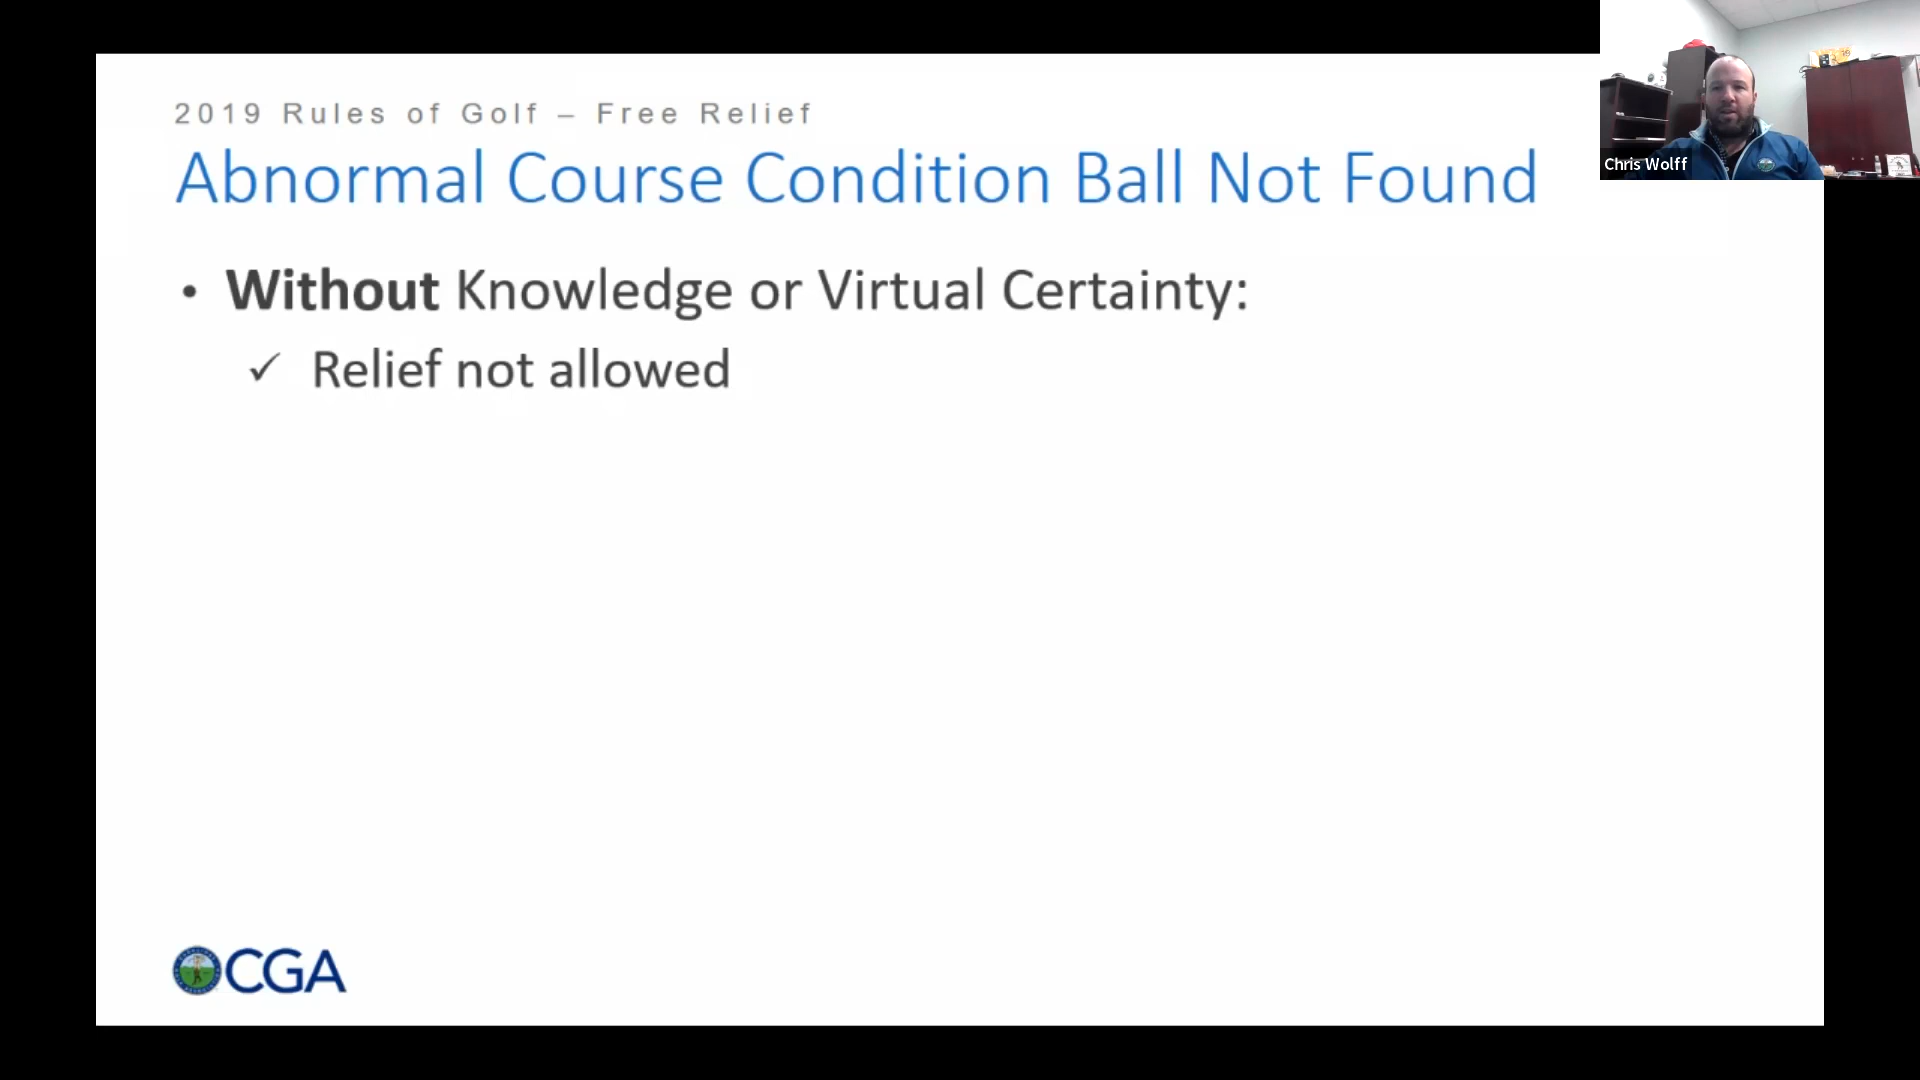 2019 Rules of Golf – Free Relief
Abnormal Course Condition Ball Not Found
• Without Knowledge or Virtual Certainty:
✓ Relief not allowed
CGA
Chris Wolff